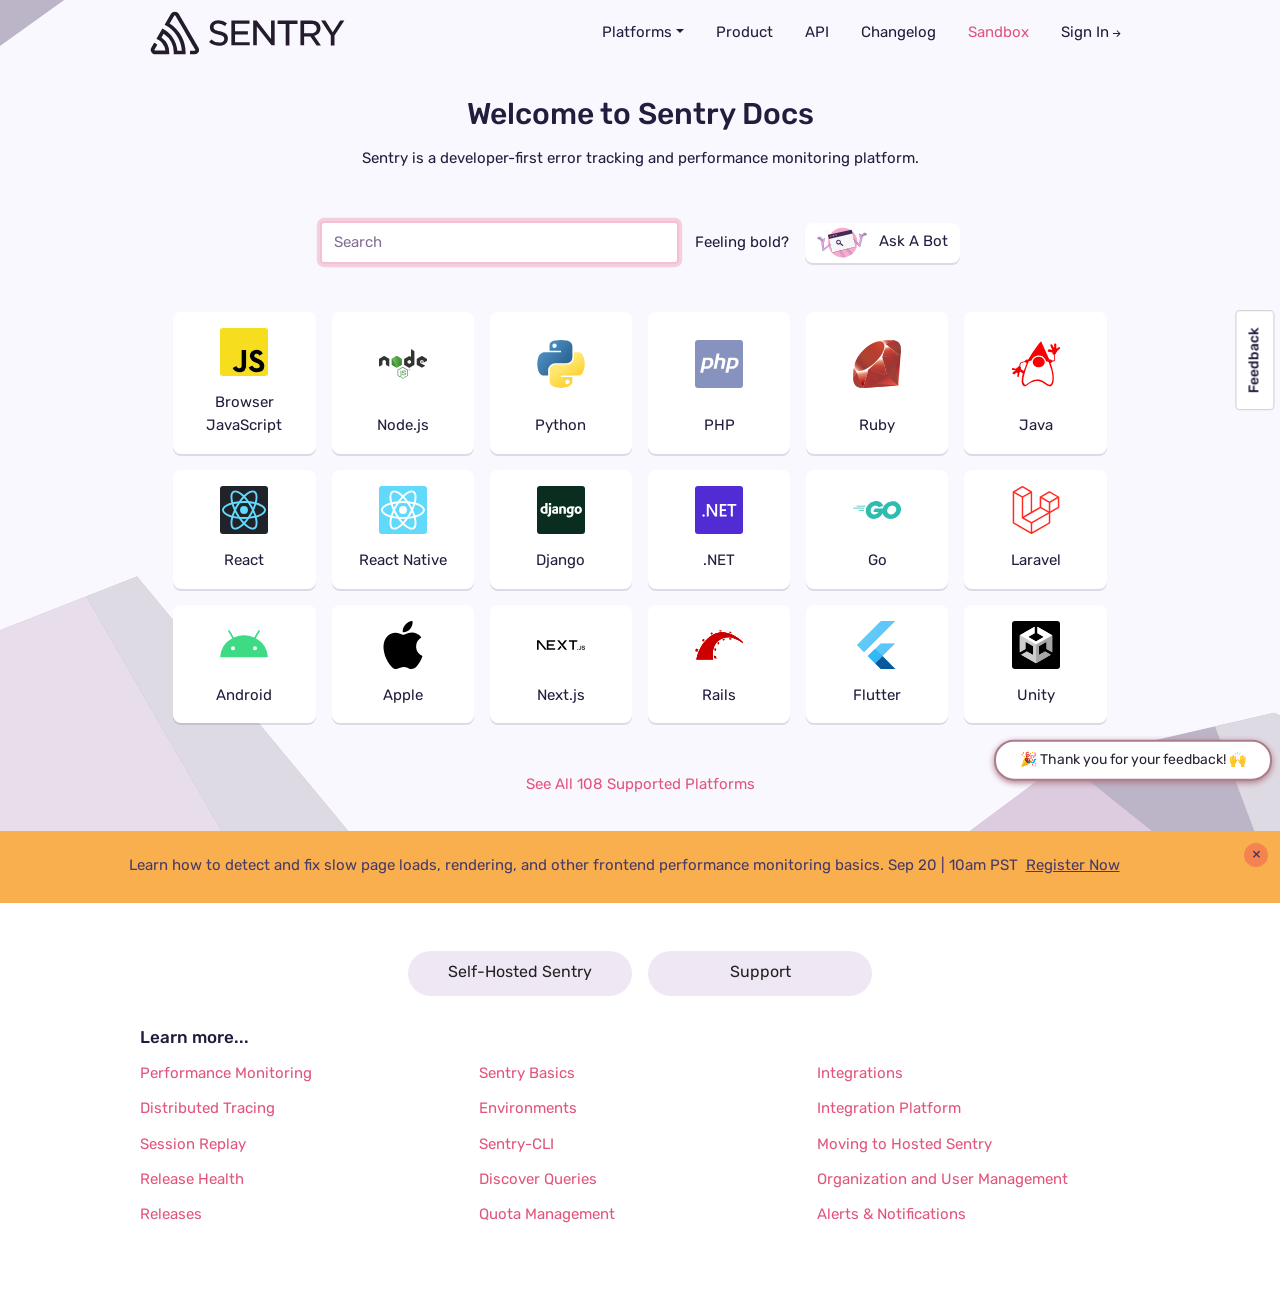 SENTRY
Platforms
Product
API
Changelog
Sandbox
Sign In →
Welcome to Sentry Docs
Sentry is a developer-first error tracking and performance monitoring platform.
Search
Feeling bold?
Ask A Bot
JS
Browser
JavaScript
node
JS
Node.js
Python
php
PHP
Ruby
Java
Feedback
React
React Native
django
Django
.NET
.NET
GO
Go
Laravel
Android
Apple
NEXT.JS
Next.js
Rails
Flutter
Unity
🎉 Thank you for your feedback! 🙌
See All 108 Supported Platforms
Learn how to detect and fix slow page loads, rendering, and other frontend performance monitoring basics. Sep 20 | 10am PST Register Now
×
Self-Hosted Sentry
Support
Learn more...
Performance Monitoring
Sentry Basics
Integrations
Distributed Tracing
Environments
Integration Platform
Session Replay
Sentry-CLI
Moving to Hosted Sentry
Release Health
Discover Queries
Organization and User Management
Releases
Quota Management
Alerts & Notifications